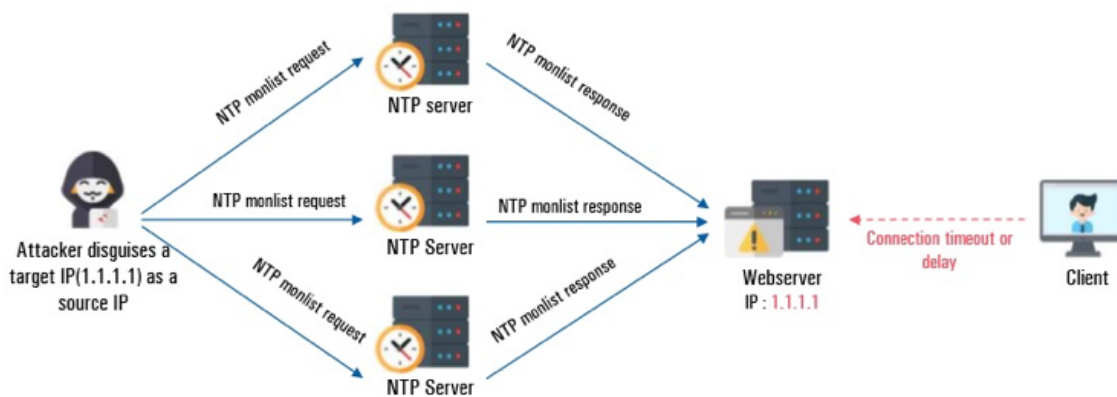 NTP monlist request
NTP server
NTP monlist response
NTP monlist request
NTP Server
NTP monlist response
Attacker disguises a
target IP(1.1.1.1) as a
source IP
NTP monlist request
NTP Server
NTP monlist response
Webserver
IP : 1.1.1.1
Connection timeout or
delay
Client